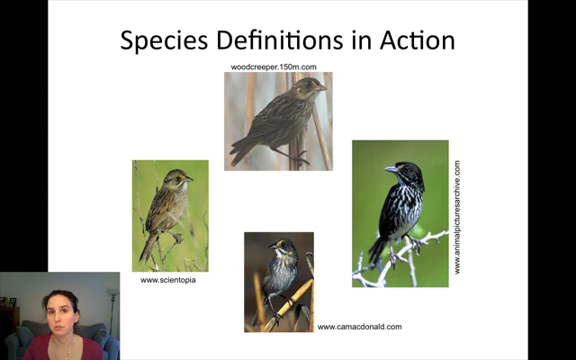 Species Definitions in Action
woodcreeper.150m.com
www.animalpicturesarchive.com
www.scientopia
www.camacdonald.com